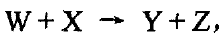 W + X → Y + Z,